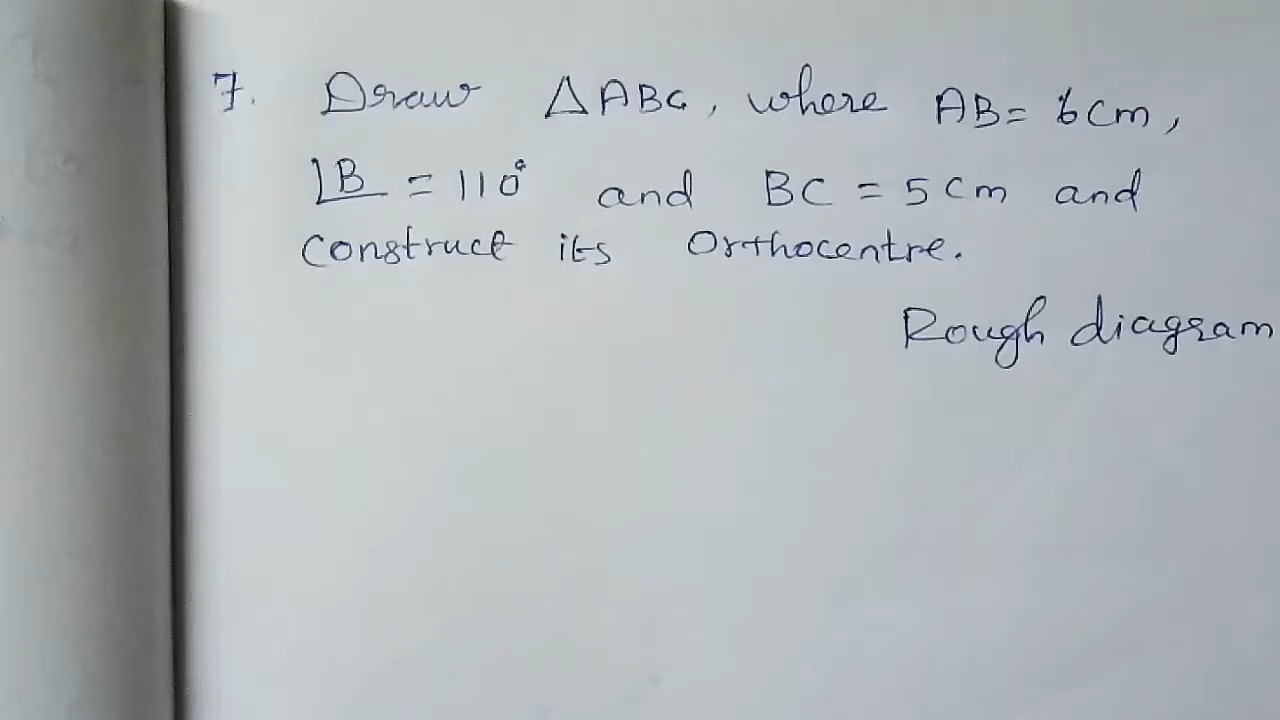 7. Draw △ABC, where AB = 6cm,
∠B = 110° and BC = 5cm and
construct its Orthocentre.
Rough diagram